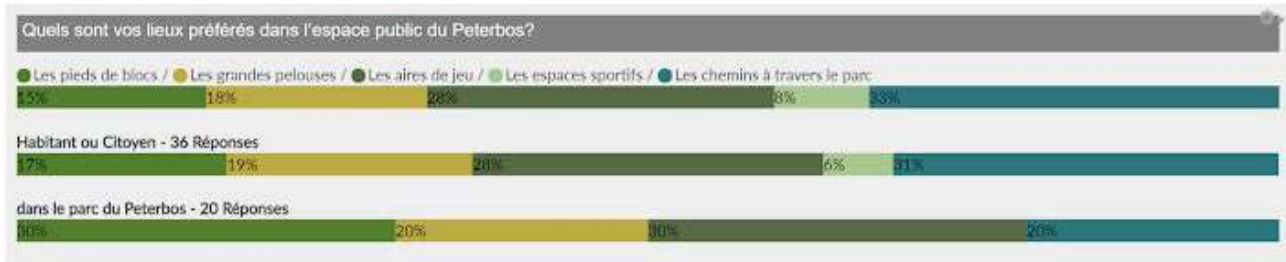 Quels sont vos lieux préférés dans l'espace public du Peterbos?
Les pieds de blocs / Les grandes pelouses / Les aires de jeu / Les espaces sportifs / Les chemins à travers le parc
15% 18% 28% 8% 33%
Habitant ou Citoyen - 36 Réponses
17% 19% 28% 6% 31%
dans le parc du Peterbos - 20 Réponses
30% 20% 30% 20%